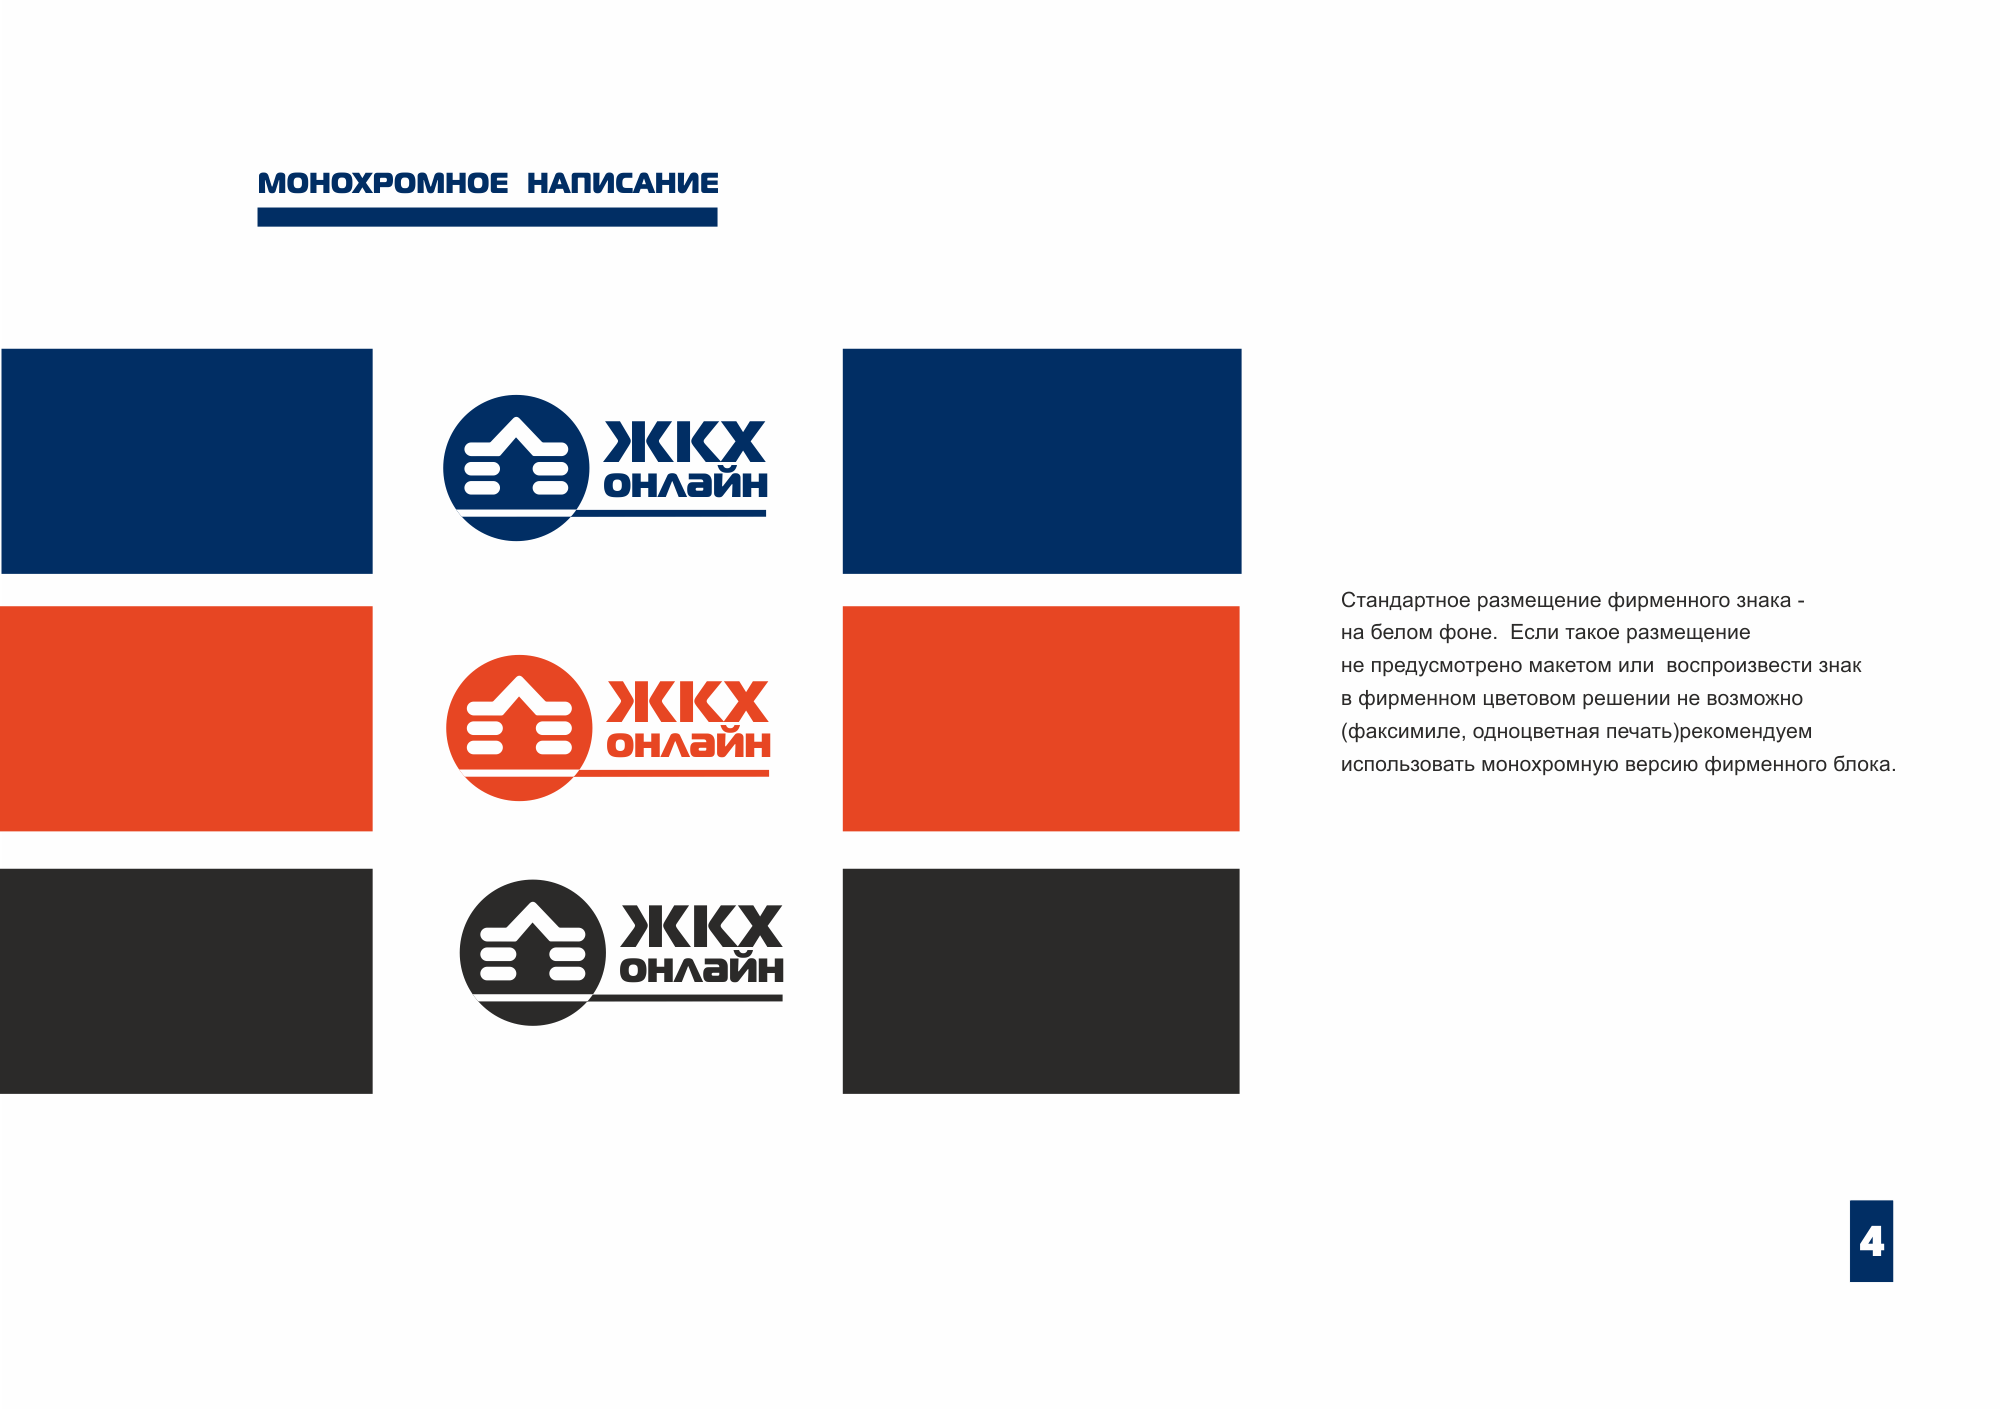 МОНОХРОМНОЕ НАПИСАНИЕ
ЖКХ
онлайн
ЖКХ
онлайн
ЖКХ
онлайн
Стандартное размещение фирменного знака -
на белом фоне. Если такое размещение
не предусмотрено макетом или воспроизвести знак
в фирменном цветовом решении не возможно
(факсимиле, одноцветная печать)рекомендуем
использовать монохромную версию фирменного блока.
4